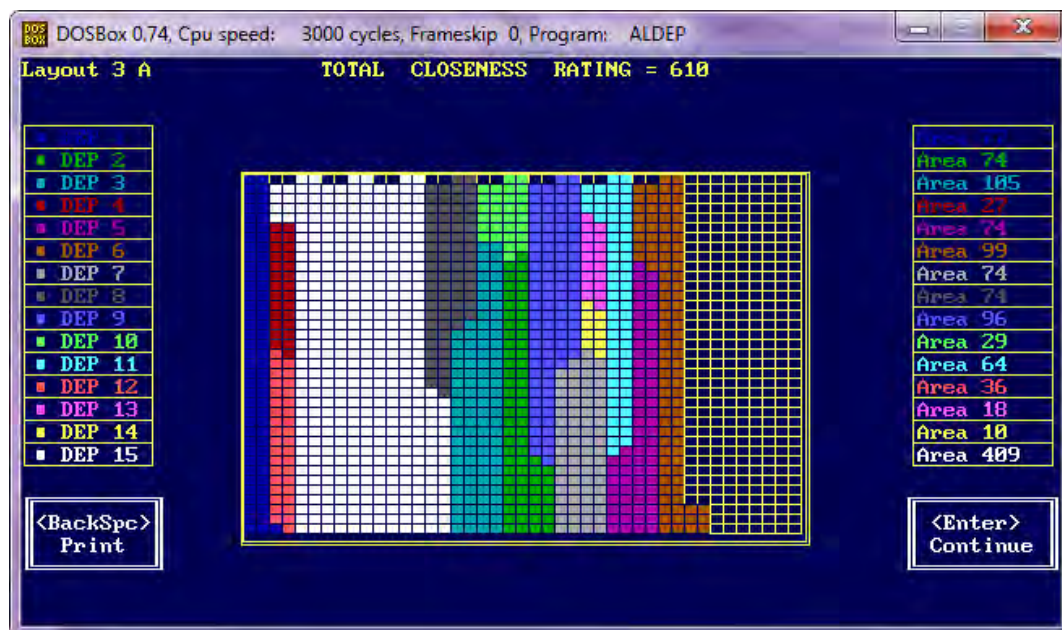 DOS
BOX
DOSBox 0.74, Cpu speed: 3000 cycles, Frameskip 0, Program: ALDEP
Layout 3 A
TOTAL CLOSENESS RATING = 610
DEP 2
DEP 3
DEP 4
DEP 5
DEP 6
DEP 7
DEP 8
DEP 9
DEP 10
DEP 11
DEP 12
DEP 13
DEP 14
DEP 15
Area 74
Area 105
Area 27
Area 74
Area 99
Area 74
Area 74
Area 96
Area 29
Area 64
Area 36
Area 18
Area 10
Area 409
<BackSpc>
Print
<Enter>
Continue